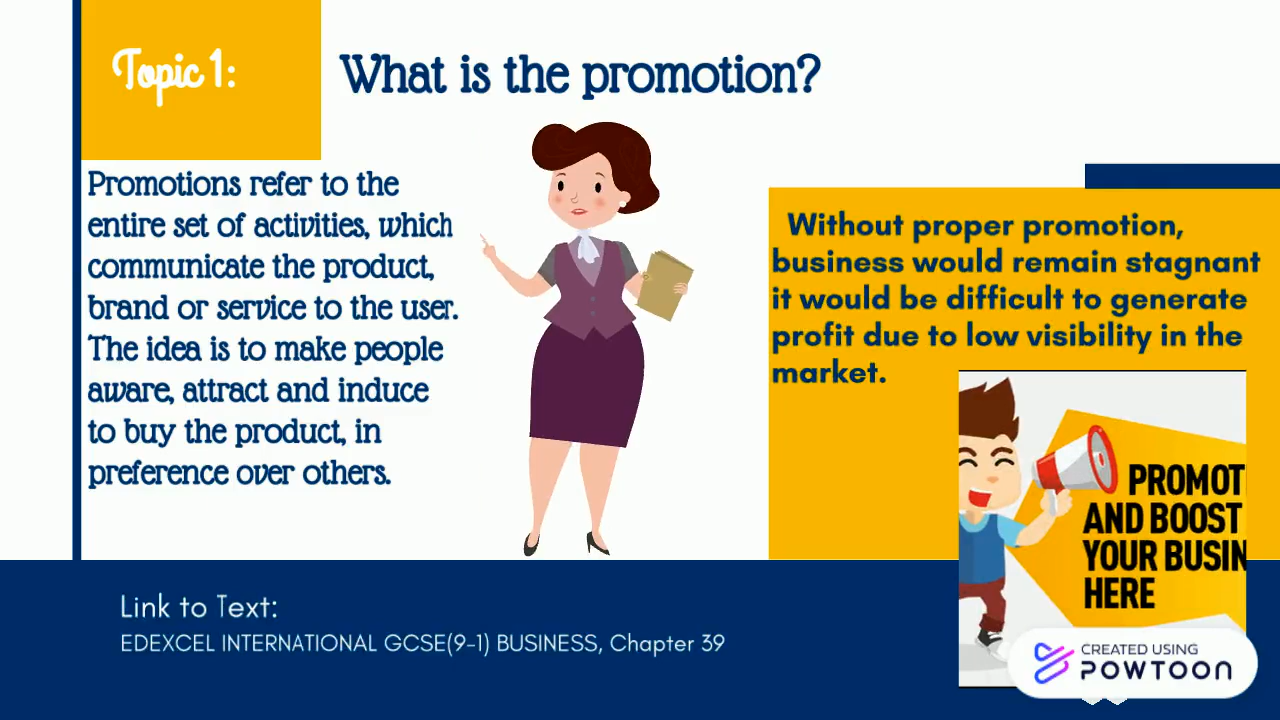 Topic 1:
What is the promotion?
Promotions refer to the
entire set of activities, which
communicate the product,
brand or service to the user.
The idea is to make people
aware, attract and induce
to buy the product, in
preference over others.
Without proper promotion,
business would remain stagnant
it would be difficult to generate
profit due to low visibility in the
market.
PROMOT
AND BOOST
YOUR BUSIN
HERE
Link to Text:
EDEXCEL INTERNATIONAL GCSE(9-1) BUSINESS, Chapter 39
CREATED USING
POWTOON